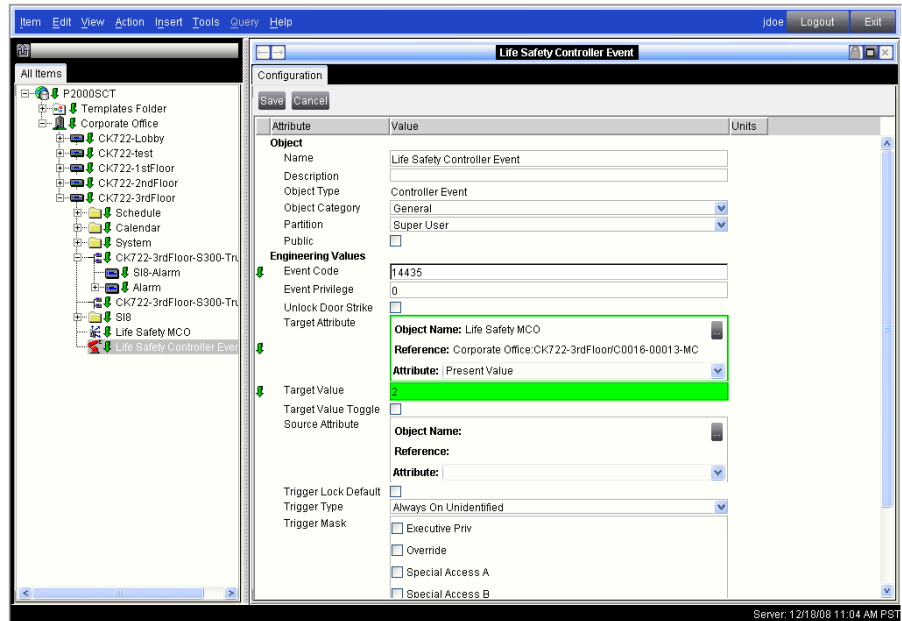 Item Edit View Action Insert Tools Query Help jdoe Logout Exit
Life Safety Controller Event
All Items
Configuration
P2000SCT
Templates Folder
Corporate Office
CK722-Lobby
CK722-test
CK722-1stFloor
CK722-2ndFloor
CK722-3rdFloor
Schedule
Calendar
System
CK722-3rdFloor-S300-Tru
SI8-Alarm
Alarm
CK722-3rdFloor-S300-Tru
SI8
Life Safety MCO
Life Safety Controller Ever
Save Cancel
Attribute Value Units
Object
Name Life Safety Controller Event
Description
Object Type Controller Event
Object Category General
Partition Super User
Public
Engineering Values
Event Code 14435
Event Privilege 0
Unlock Door Strike
Target Attribute
Object Name: Life Safety MCO ...
Reference: Corporate Office:CK722-3rdFloor/C0016-00013-MC
Attribute: Present Value
Target Value 2
Target Value Toggle
Source Attribute
Object Name: ...
Reference:
Attribute:
Trigger Lock Default
Trigger Type Always On Unidentified
Trigger Mask
Executive Priv
Override
Special Access A
Special Access B
Server: 12/18/08 11:04 AM PST